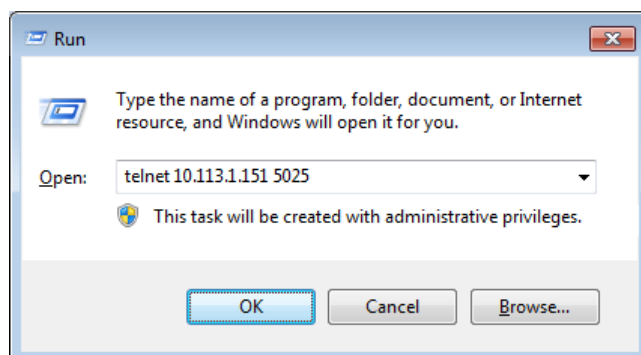 Run
Type the name of a program, folder, document, or Internet
resource, and Windows will open it for you.
Open:
telnet 10.113.1.151 5025
This task will be created with administrative privileges.
OK
Cancel
Browse...